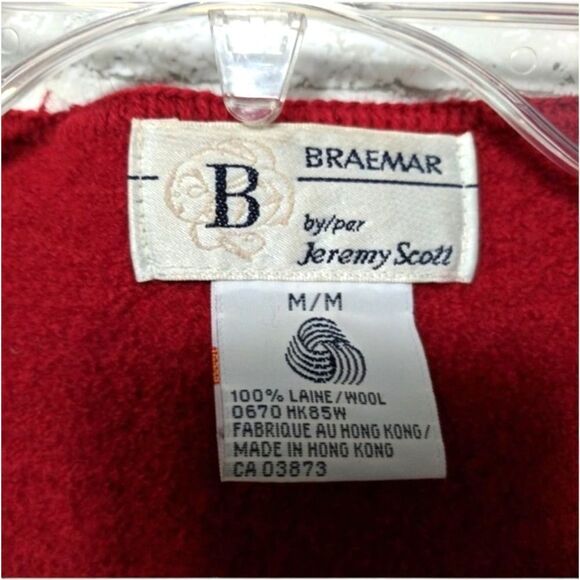 B
BRAEMAR
by/par
Jeremy Scott
M/M
100% LAINE/WOOL
0670 HK85W
FABRIQUE AU HONG KONG/
MADE IN HONG KONG
CA 03873